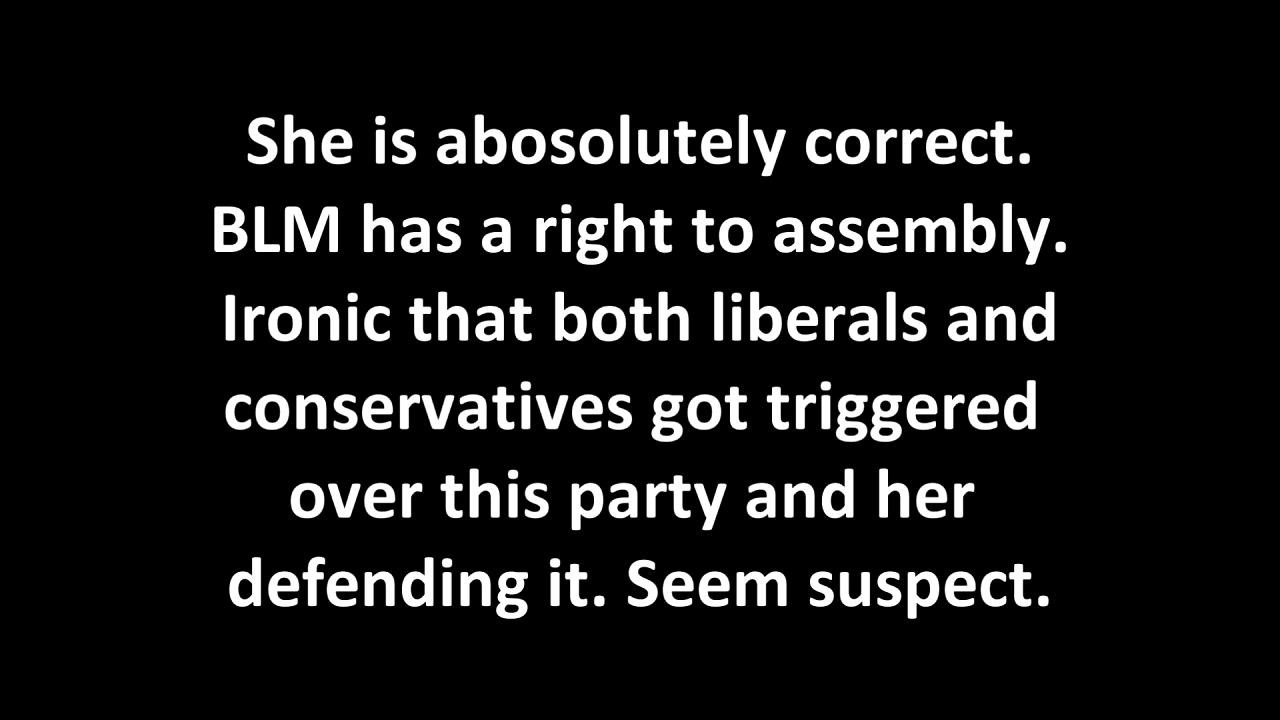 She is abosolutely correct.
BLM has a right to assembly.
Ironic that both liberals and
conservatives got triggered
over this party and her
defending it. Seem suspect.